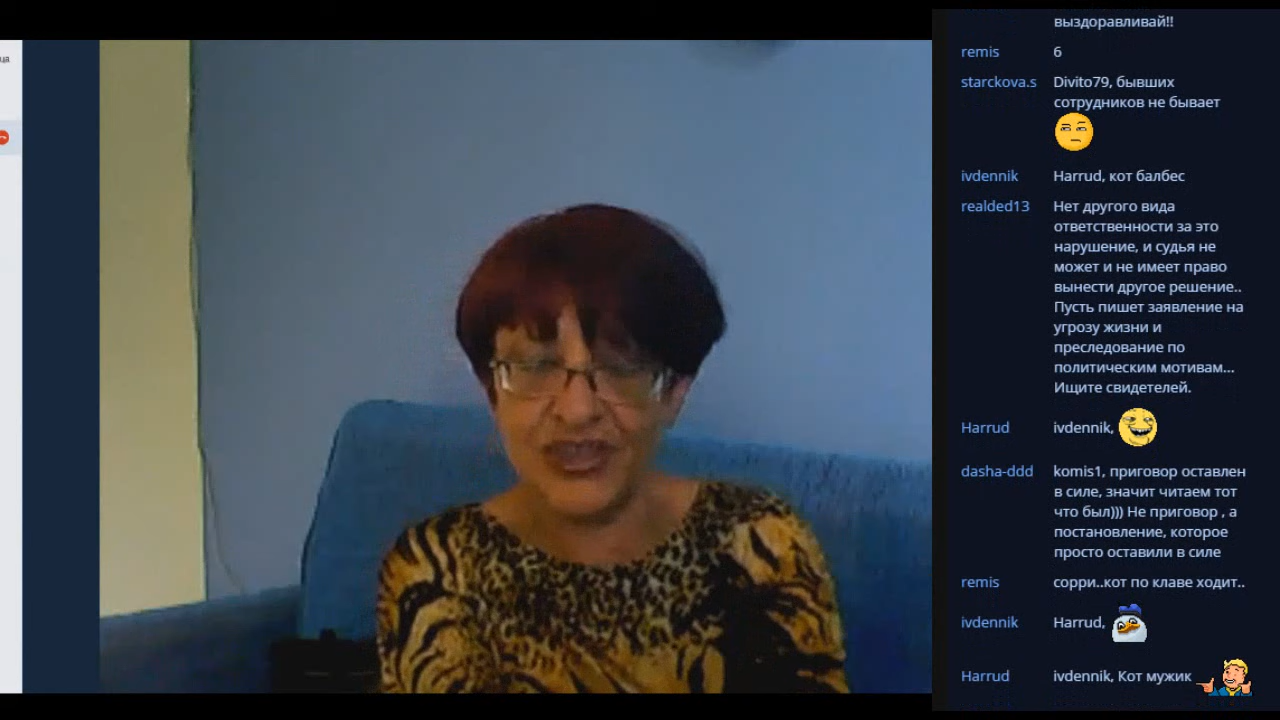 ца
выздоравливай!!
remis 6
starckova.s Divito79, бывших
сотрудников не бывает
ivdennik Harrud, кот балбес
realded13 Нет другого вида
ответственности за это
нарушение, и судья не
может и не имеет право
вынести другое решение..
Пусть пишет заявление на
угрозу жизни и
преследование по
политическим мотивам...
Ищите свидетелей.
Harrud ivdennik,
dasha-ddd komis1, приговор оставлен
в силе, значит читаем тот
что был))) Не приговор , а
постановление, которое
просто оставили в силе
remis сорри..кот по клаве ходит..
ivdennik Harrud,
Harrud ivdennik, Кот мужик